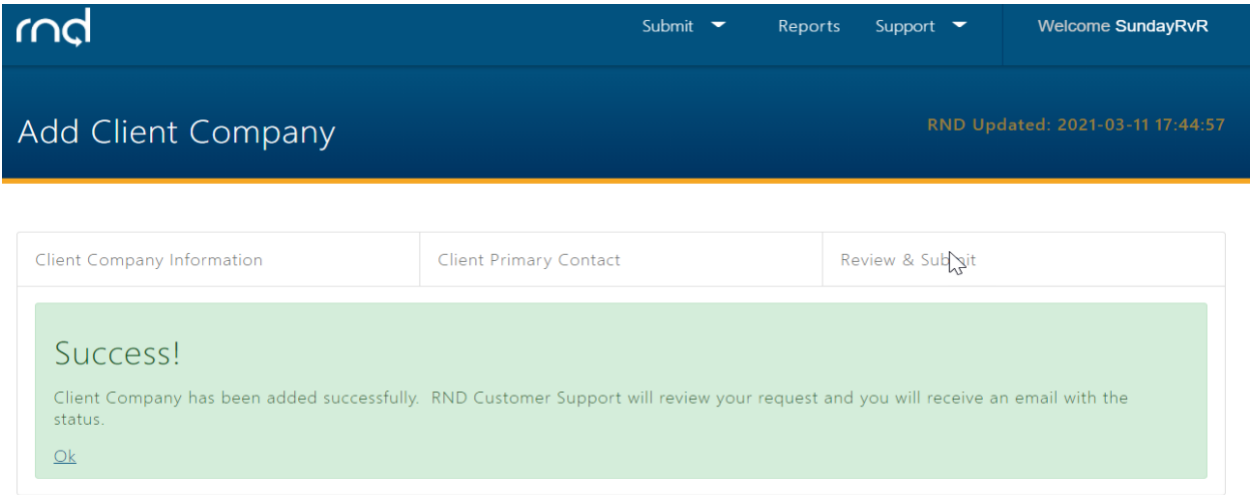 rnd
Submit Reports Support Welcome SundayRvR
Add Client Company
RND Updated: 2021-03-11 17:44:57
Client Company Information Client Primary Contact Review & Submit
Success!
Client Company has been added successfully. RND Customer Support will review your request and you will receive an email with the
status.
Ok